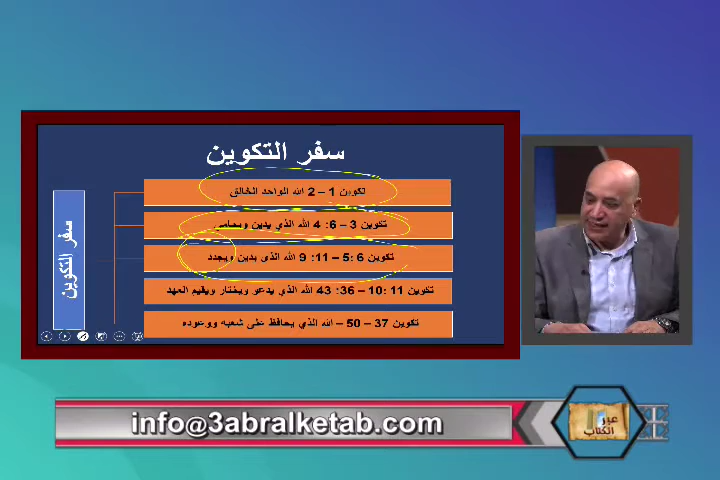 سفر التكوين
سفر التكوين
تكوين 1 – 2 الله الواحد الخالق
تكوين 3 – 6: 4 الله الذي يدين
تكوين 6 :5 – 11: 9 الله الذي يدين ويجدد
تكوين 11 :10 – 36: 43 الله الذي يدعو ويختار ويقيم العهد
تكوين 37 – 50 – الله الذي يحافظ على شعبه ووعوده
info@3abralketab.com
عبر الكتاب